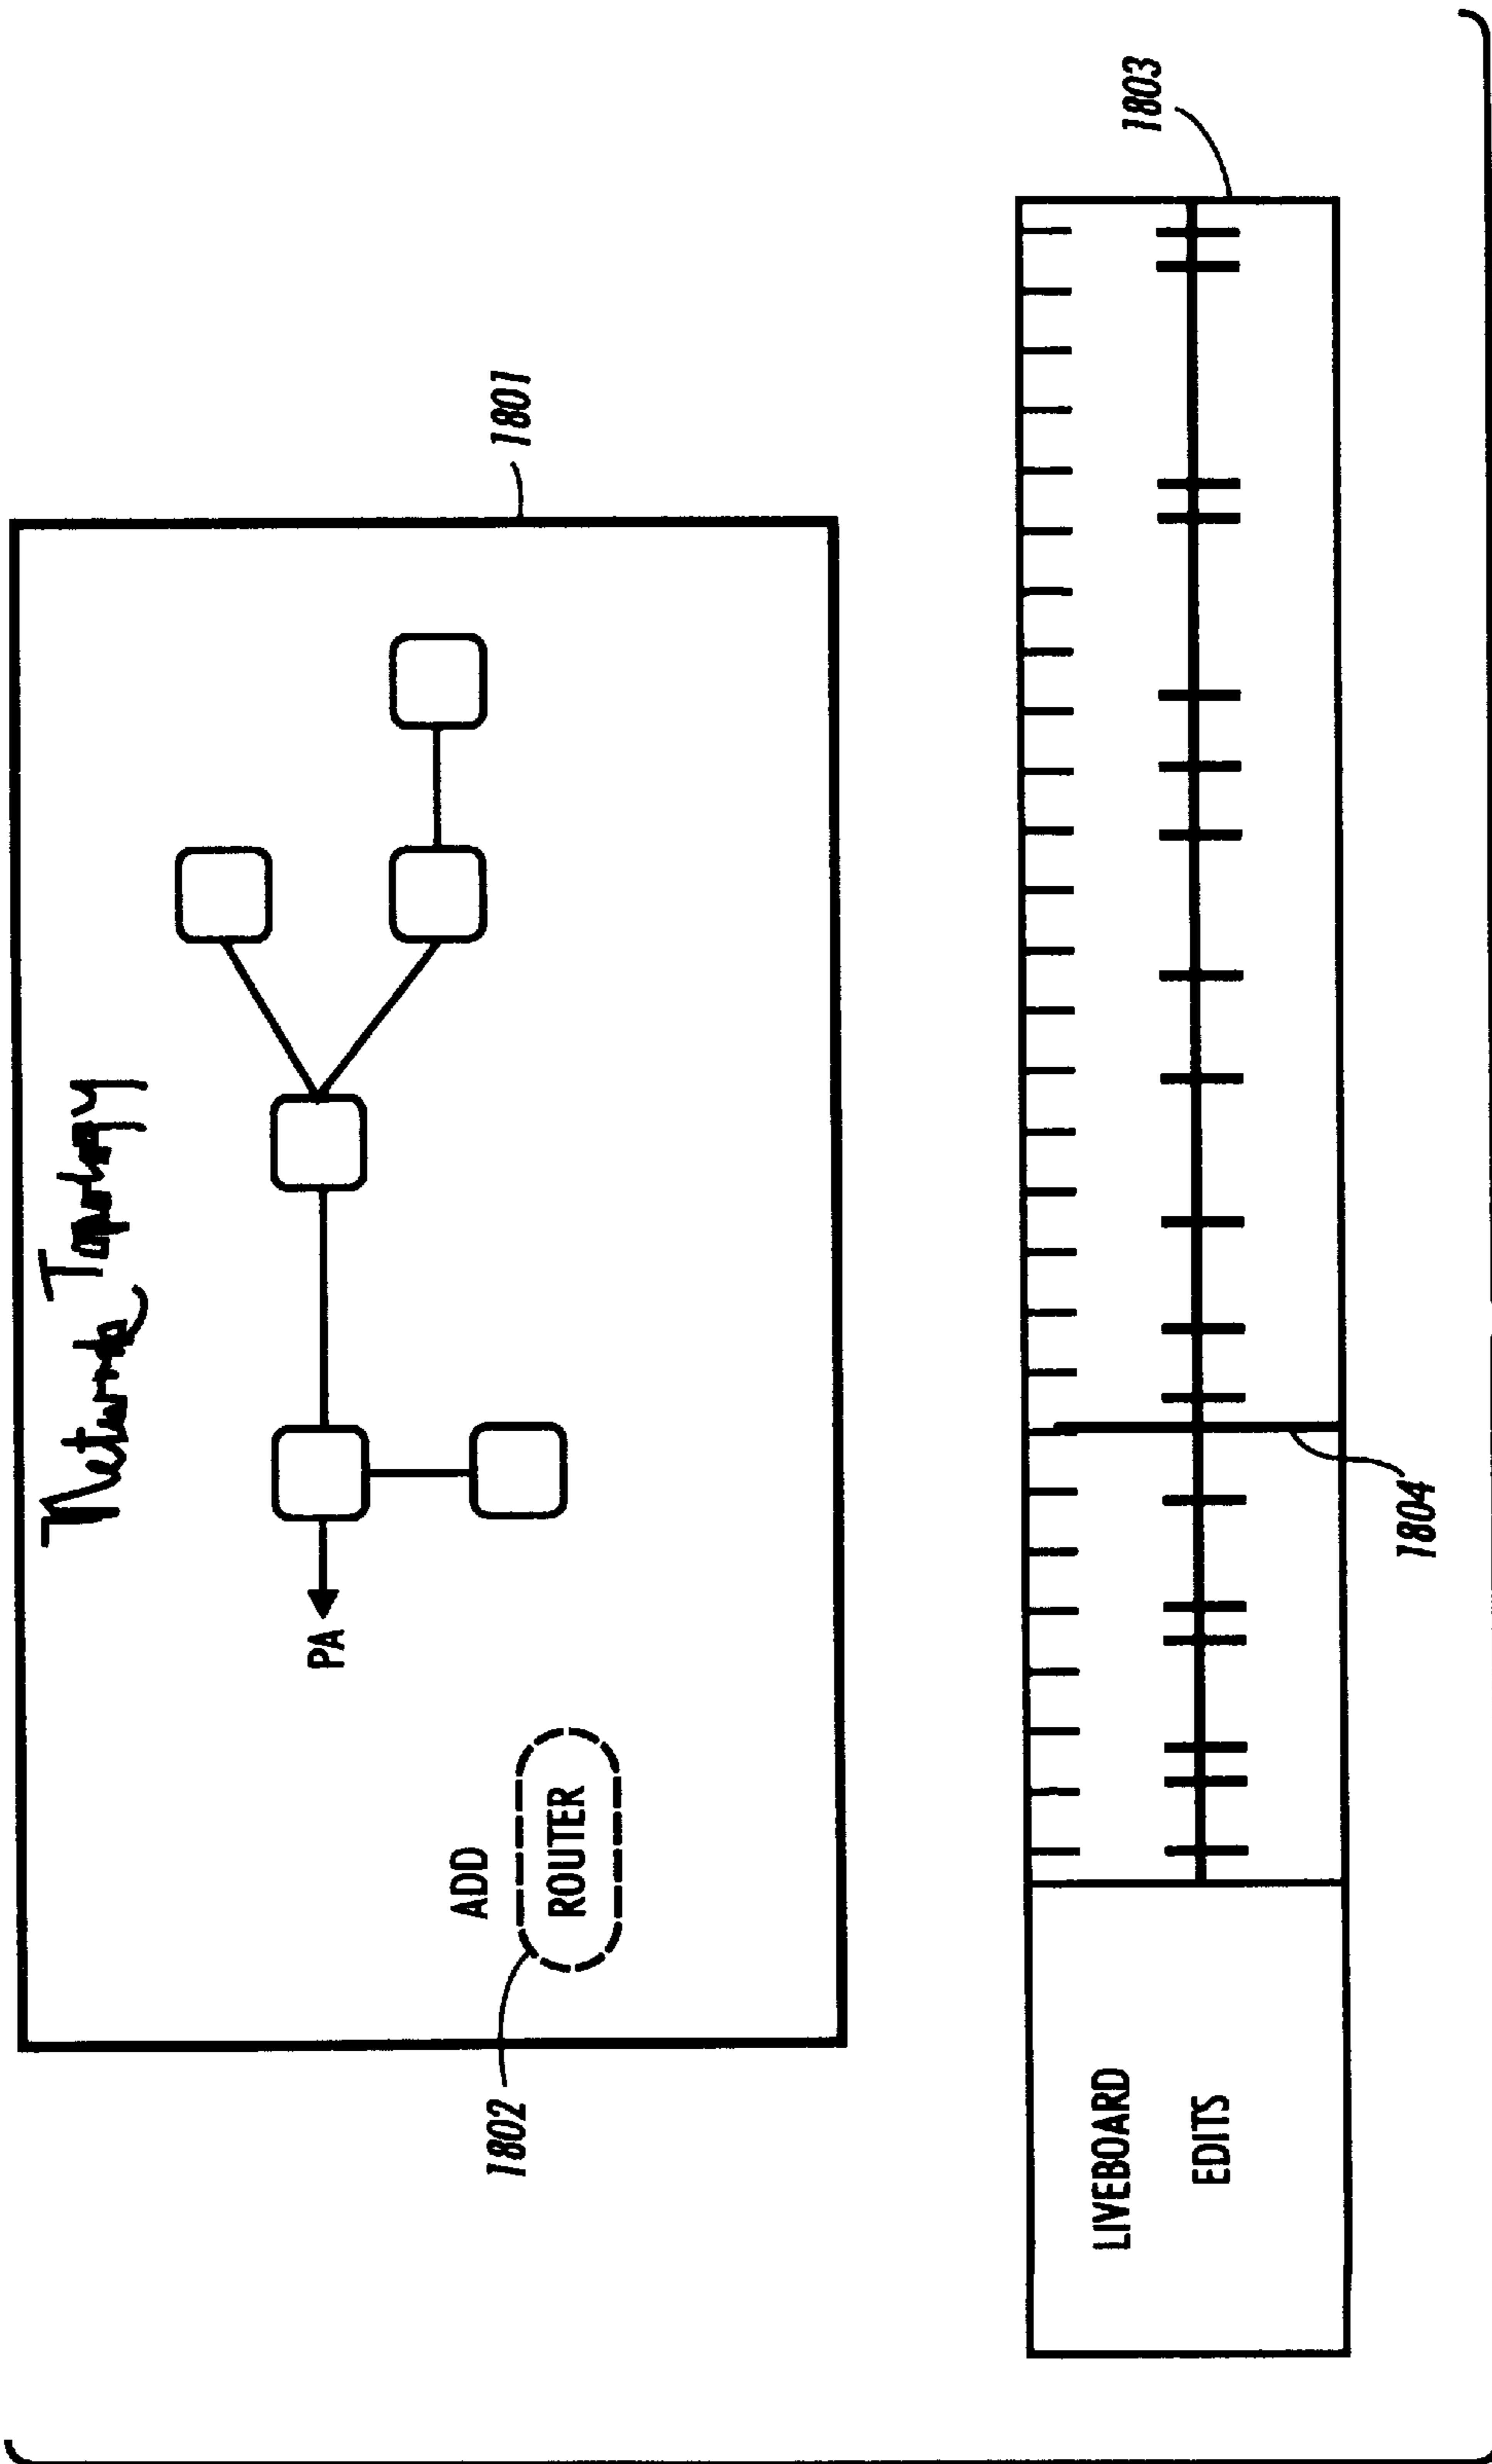 Network Topology
1801
PA
ADD
ROUTER
1802
1803
LIVEBOARD
EDITS
1804